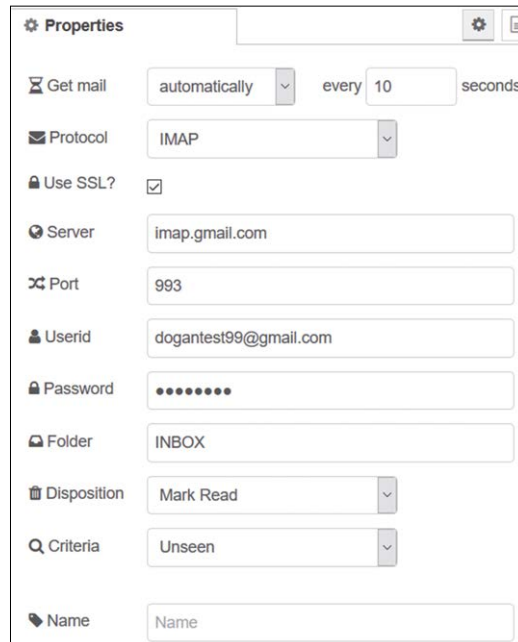 Properties
Get mail automatically every 10 seconds
Protocol IMAP
Use SSL?
Server imap.gmail.com
Port 993
Userid dogantest99@gmail.com
Password ••••••••
Folder INBOX
Disposition Mark Read
Criteria Unseen
Name Name